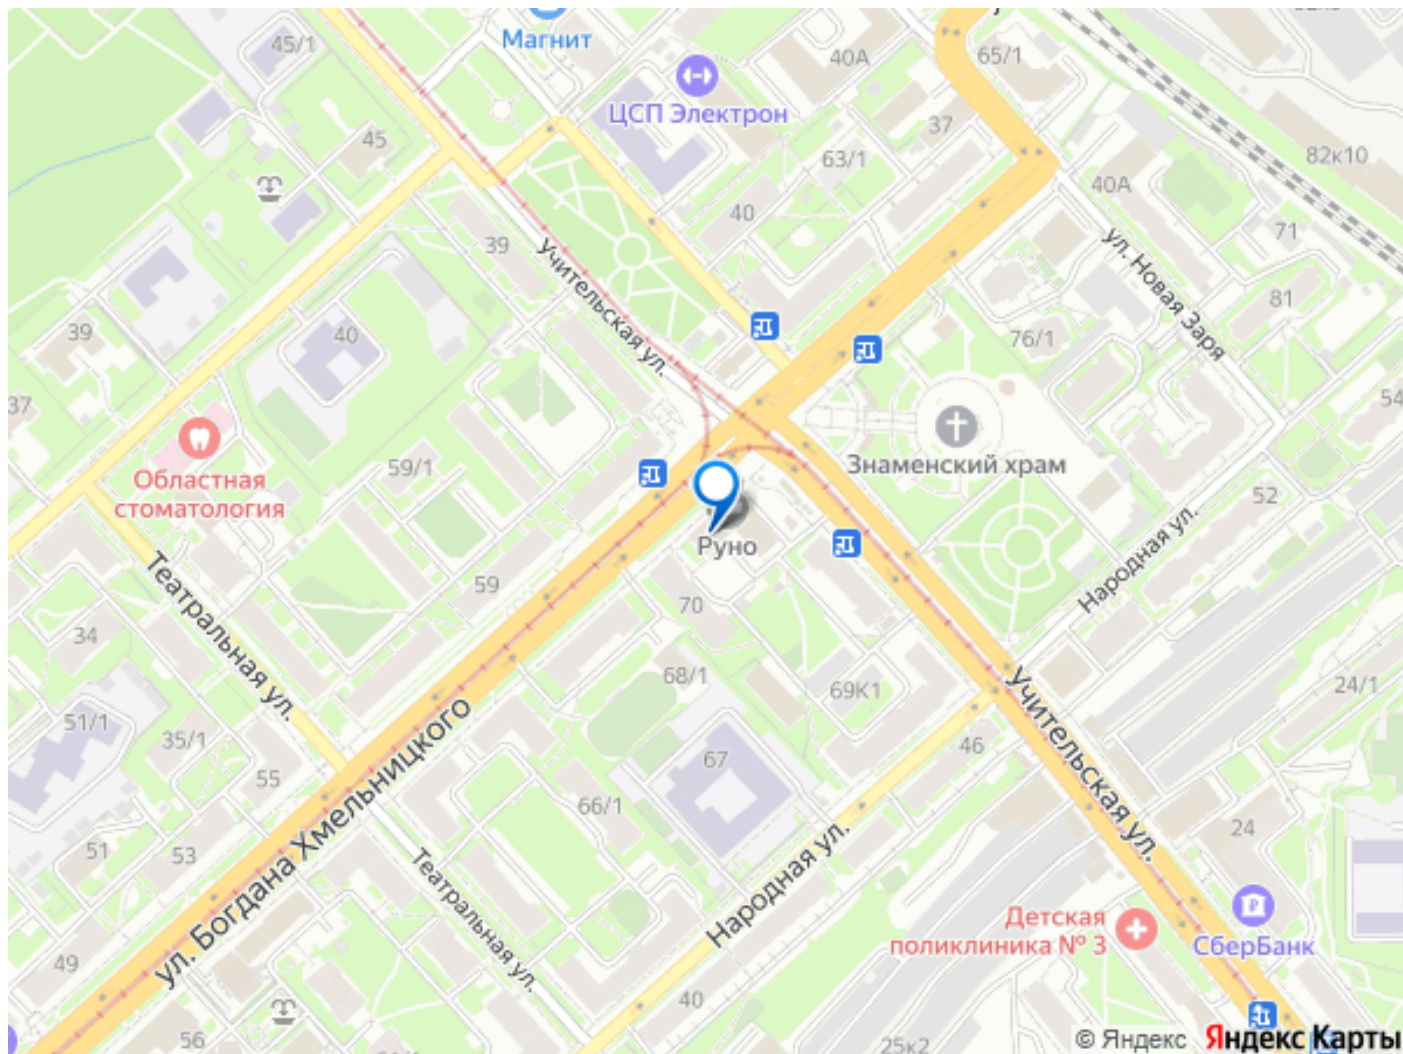 45/1
Магнит
40А
65/1
ЦСП Электрон
37
45
63/1
82к10
40А
40
71
39
Учительская ул.
ул. Новая Заря
81
39
40
76/1
37
54
Областная
стоматология
59/1
Знаменский храм
52
Руно
Народная ул.
Театральная ул.
59
70
34
68/1
69К1
24/1
Учительская ул.
51/1
35/1
55
67
46
ул. Богдана Хмельницкого
66/1
24
51
53
Театральная ул.
Народная ул.
Детская
поликлиника № 3
СберБанк
49
40
56
25к2
© Яндекс Яндекс Карты